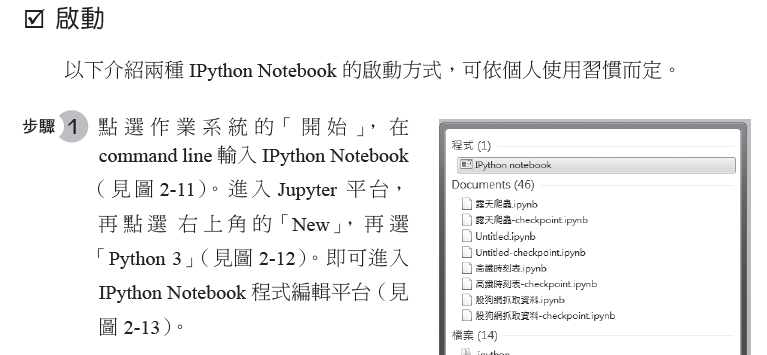 ☑ 啟動
以下介紹兩種 IPython Notebook 的啟動方式，可依個人使用習慣而定。
步驟 1 點選作業系統的「開始」，在
command line 輸入 IPython Notebook
（見圖 2-11）。進入 Jupyter 平台，
再點選 右上角的「New」，再選
「Python 3」（見圖 2-12）。即可進入
IPython Notebook 程式編輯平台（見
圖 2-13）。
程式 (1)
IPython notebook
Documents (46)
露天爬蟲.ipynb
露天爬蟲-checkpoint.ipynb
Untitled.ipynb
Untitled-checkpoint.ipynb
高鐵時刻表.ipynb
高鐵時刻表-checkpoint.ipynb
股狗網抓取資料.ipynb
股狗網抓取資料-checkpoint.ipynb
檔案 (14)
.ipython